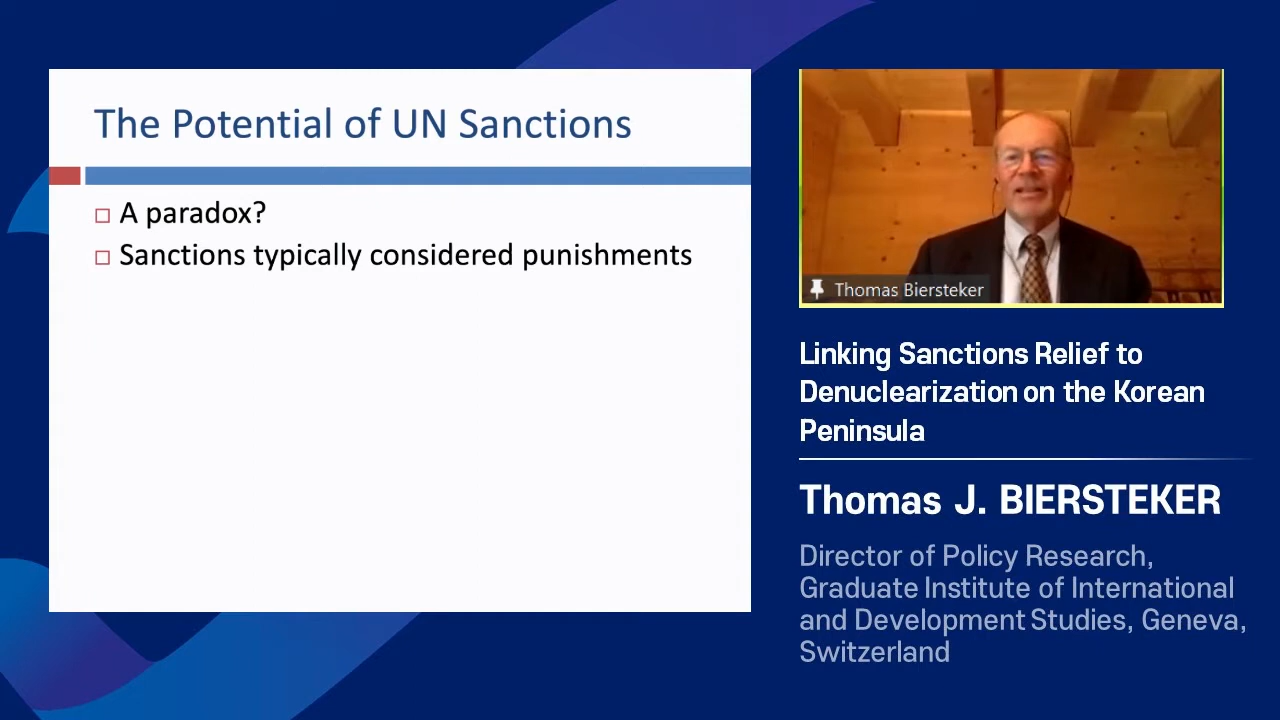 The Potential of UN Sanctions
A paradox?
Sanctions typically considered punishments
Thomas Biersteker
Linking Sanctions Relief to
Denuclearization on the Korean
Peninsula
Thomas J. BIERSTEKER
Director of Policy Research,
Graduate Institute of International
and Development Studies, Geneva,
Switzerland